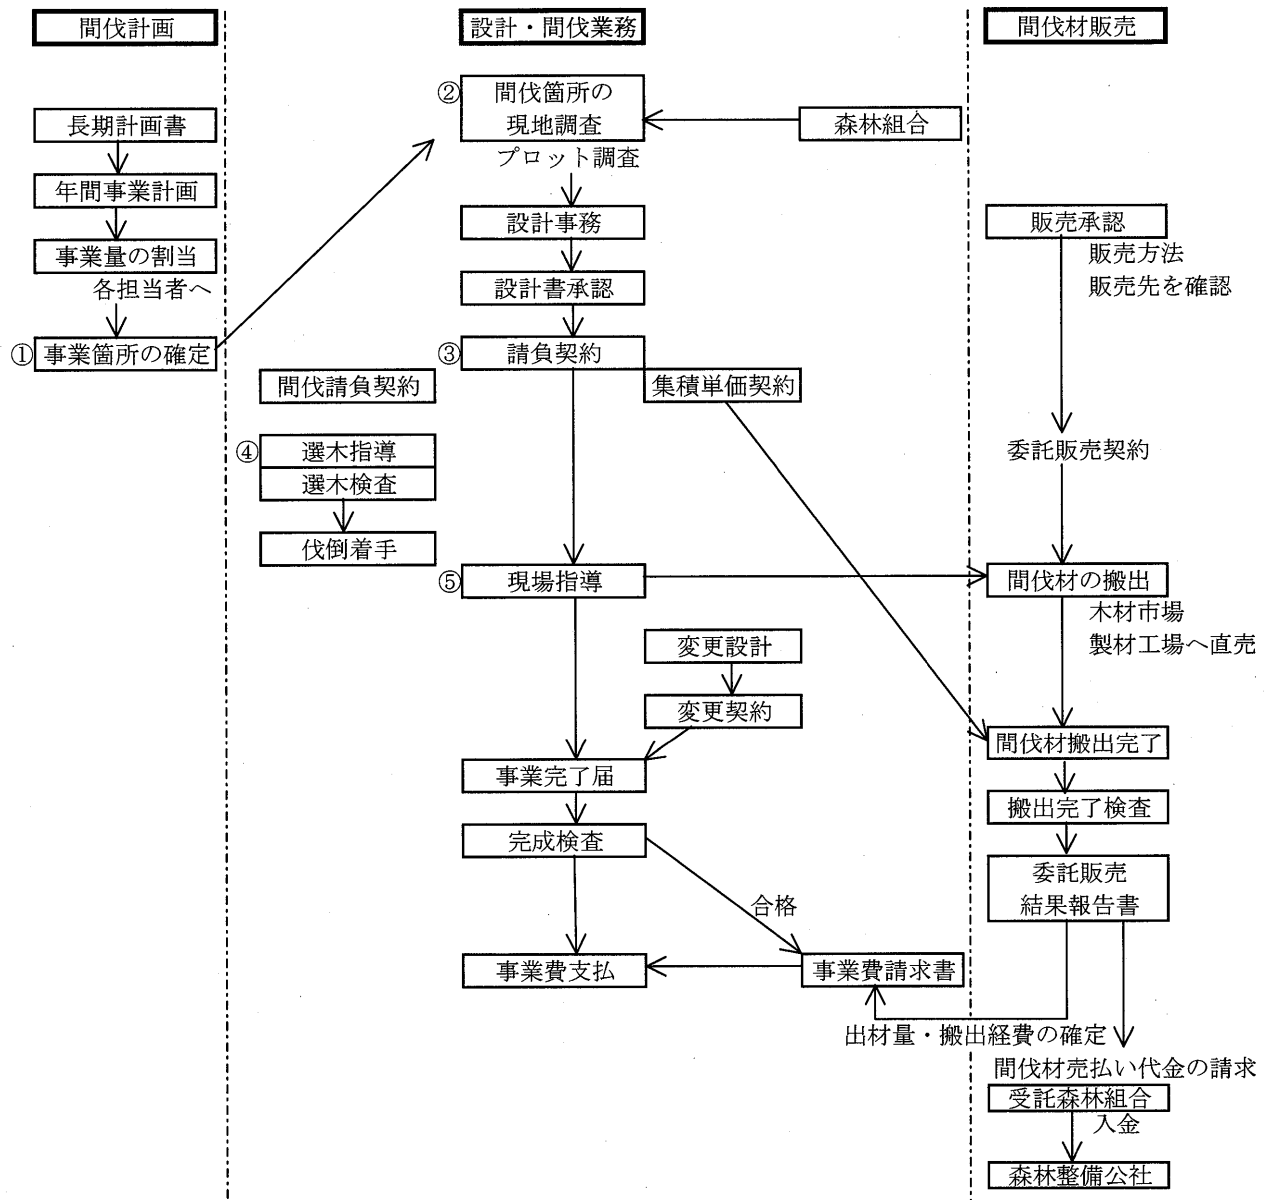 間伐計画
長期計画書
年間事業計画
事業量の割当
各担当者へ
①事業箇所の確定
設計・間伐業務
②間伐箇所の
現地調査
プロット調査
森林組合
設計事務
設計書承認
③請負契約
間伐請負契約
集積単価契約
④選木指導
選木検査
伐倒着手
⑤現場指導
変更設計
変更契約
事業完了届
完成検査
合格
事業費支払
事業費請求書
間伐材販売
販売承認
販売方法
販売先を確認
委託販売契約
間伐材の搬出
木材市場
製材工場へ直売
間伐材搬出完了
搬出完了検査
委託販売
結果報告書
出材量・搬出経費の確定
間伐材売払い代金の請求
受託森林組合
入金
森林整備公社